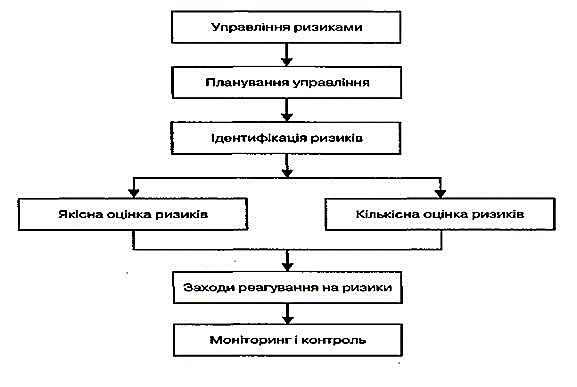 Управління ризиками
Планування управління
Ідентифікація ризиків
Якісна оцінка ризиків
Кількісна оцінка ризиків
Заходи реагування на ризики
Моніторинг і контроль